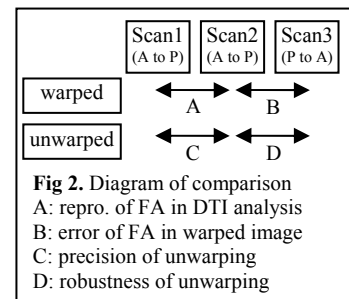 Scan1 Scan2 Scan3
(A to P) (A to P) (P to A)
warped
A B
unwarped
C D
Fig 2. Diagram of comparison
A: repro. of FA in DTI analysis
B: error of FA in warped image
C: precision of unwarping
D: robustness of unwarping